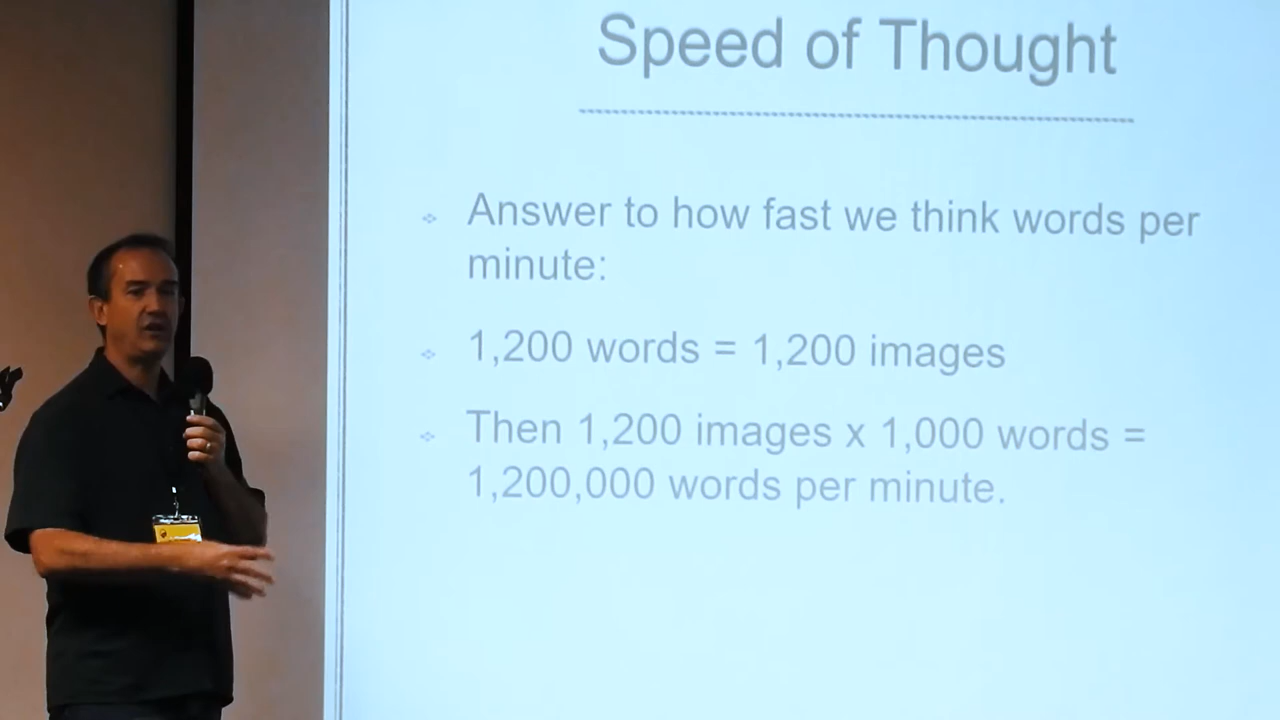 Speed of Thought
Answer to how fast we think words per
minute:
1,200 words = 1,200 images
Then 1,200 images x 1,000 words =
1,200,000 words per minute.